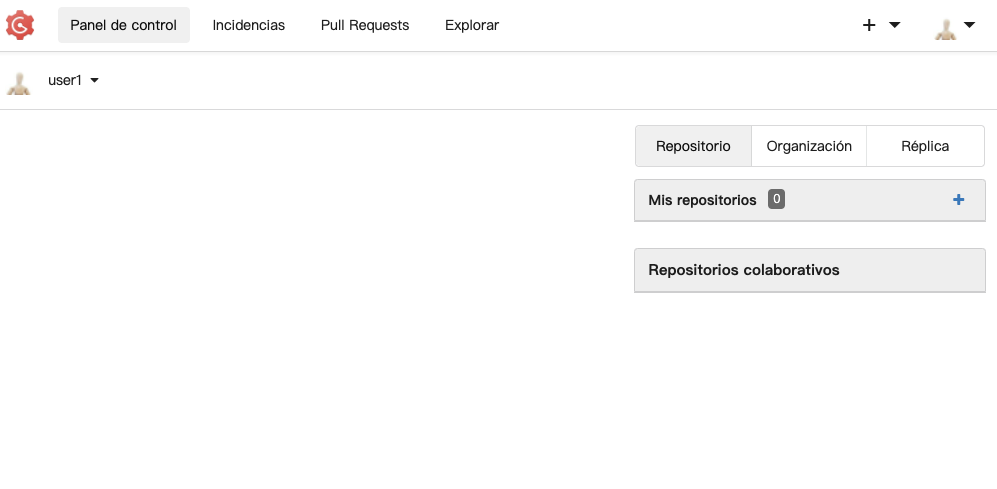 Panel de control Incidencias Pull Requests Explorar
user1
Repositorio Organización Réplica
Mis repositorios 0
Repositorios colaborativos